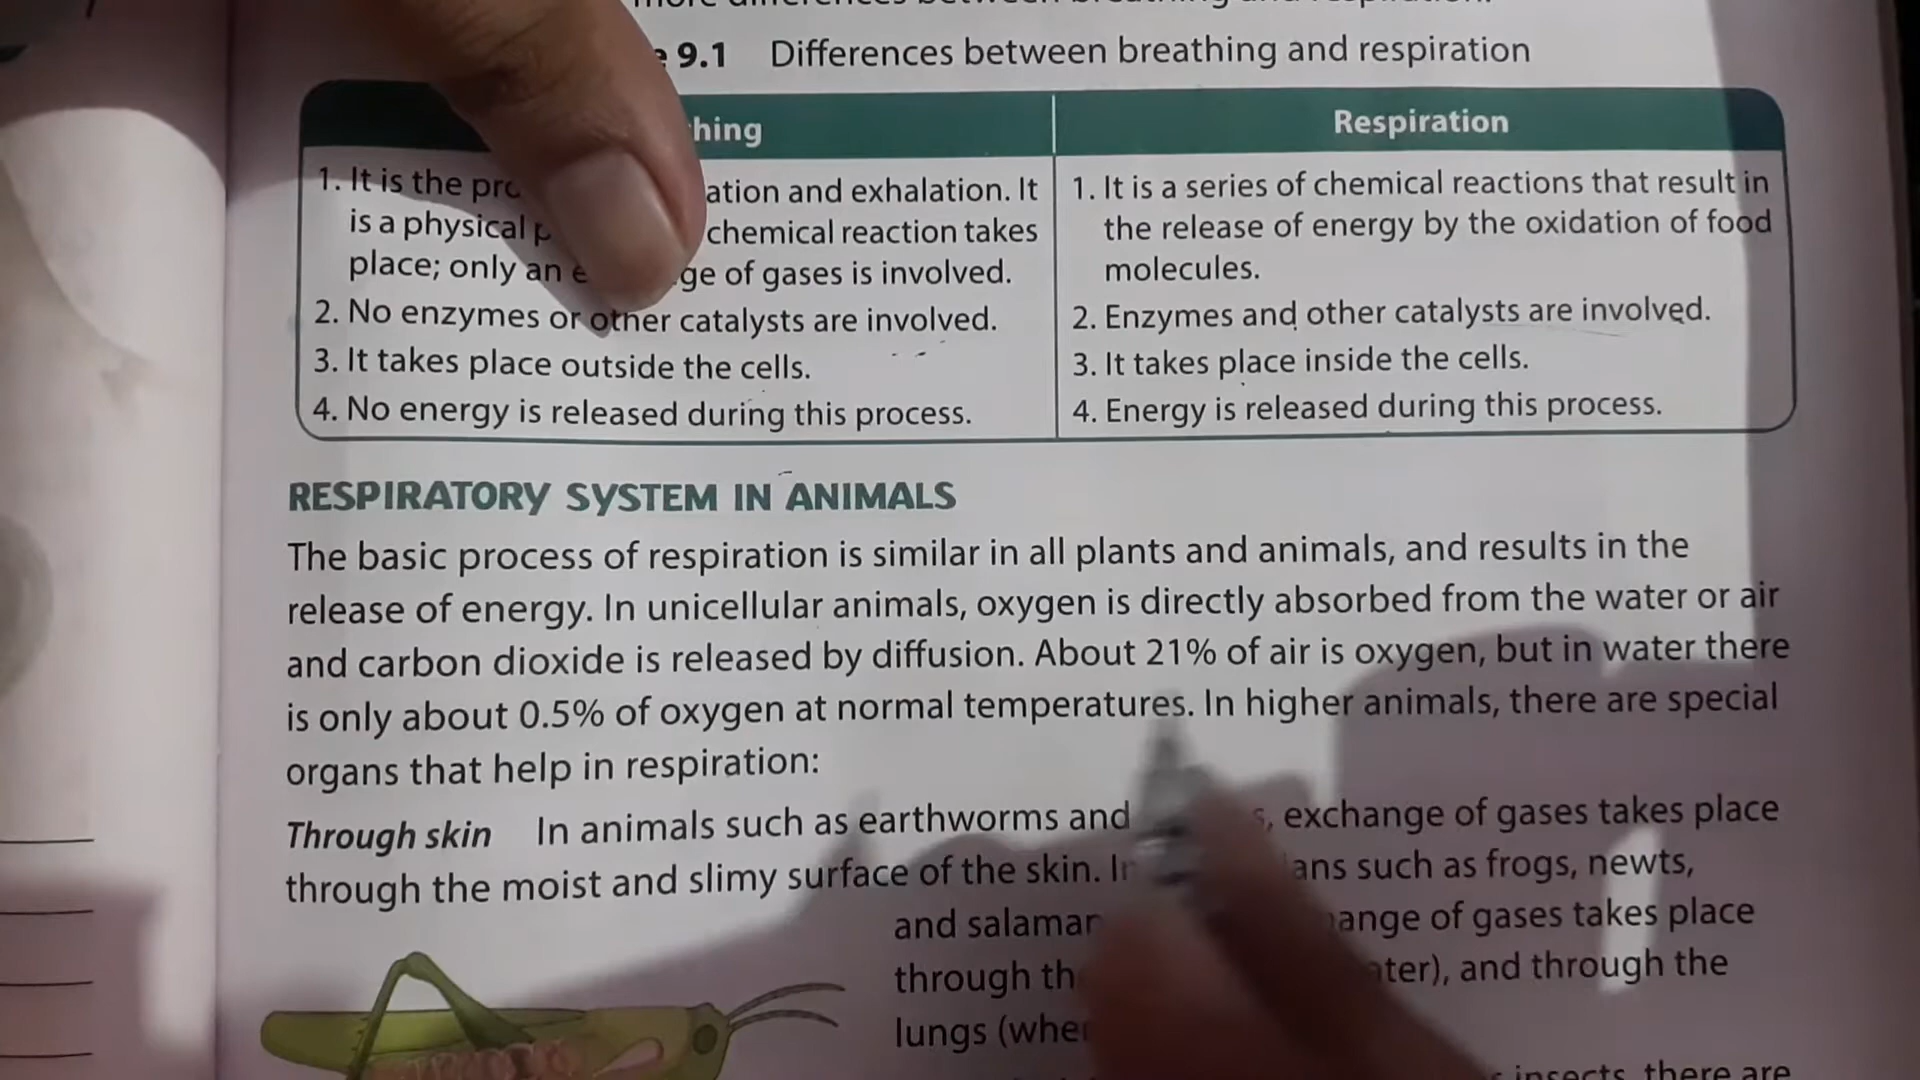 more differences between breathing and respiration.
9.1 Differences between breathing and respiration
Respiration
1. It is the ation and exhalation. It
is a physical chemical reaction takes
place; only an ge of gases is involved.
2. No enzymes or other catalysts are involved.
3. It takes place outside the cells.
4. No energy is released during this process.
1. It is a series of chemical reactions that result in
the release of energy by the oxidation of food
molecules.
2. Enzymes and other catalysts are involved.
3. It takes place inside the cells.
4. Energy is released during this process.
RESPIRATORY SYSTEM IN ANIMALS
The basic process of respiration is similar in all plants and animals, and results in the
release of energy. In unicellular animals, oxygen is directly absorbed from the water or air
and carbon dioxide is released by diffusion. About 21% of air is oxygen, but in water there
is only about 0.5% of oxygen at normal temperatures. In higher animals, there are special
organs that help in respiration:
Through skin In animals such as earthworms and exchange of gases takes place
through the moist and slimy surface of the skin. ans such as frogs, newts,
and ange of gases takes place
through ater), and through the
lungs
insects, there are